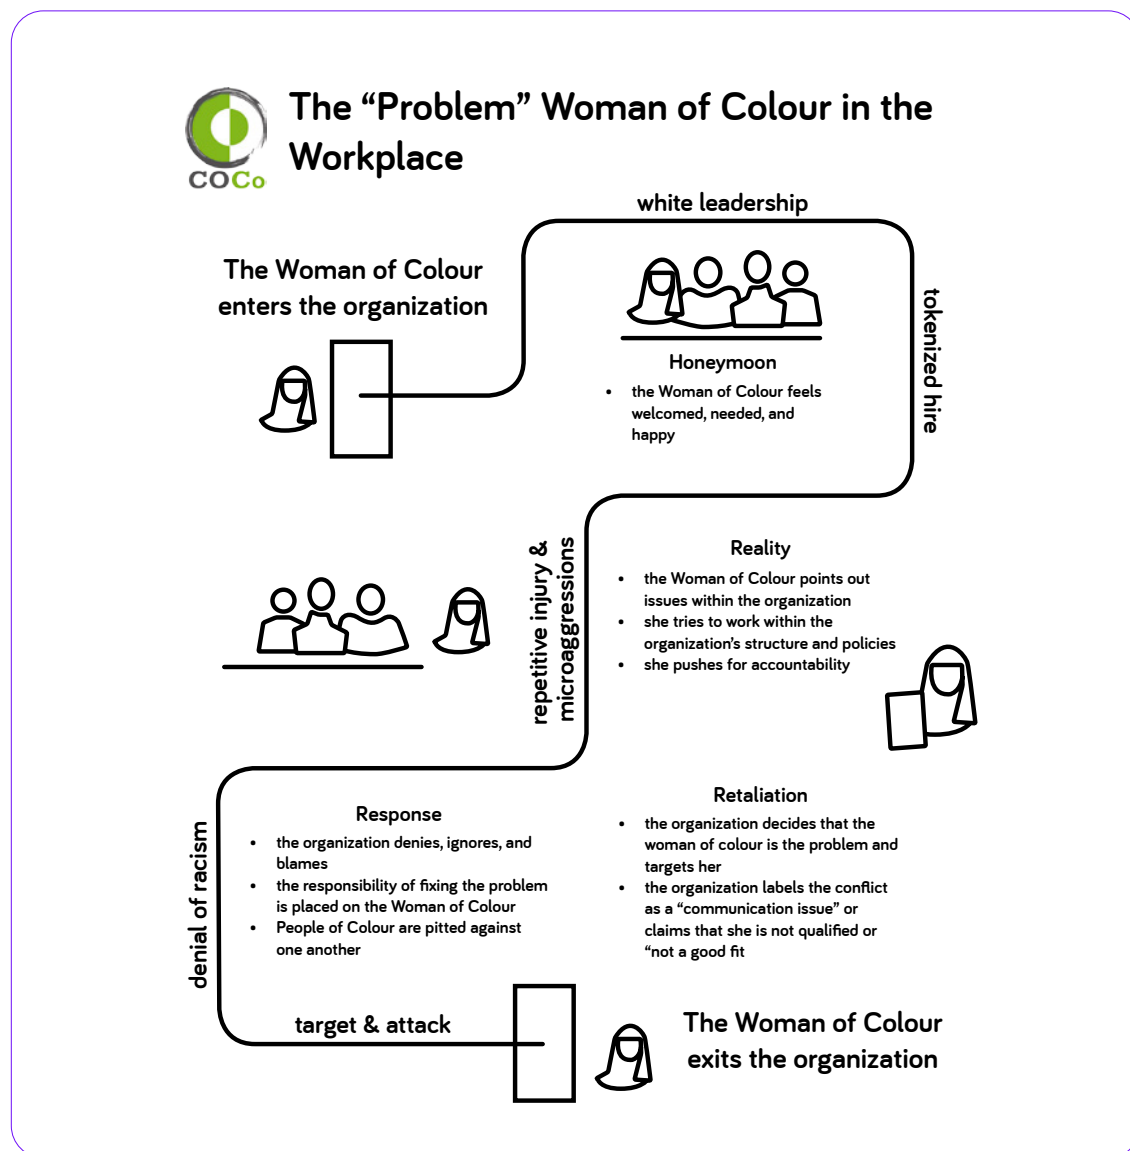 COCo
The “Problem” Woman of Colour in the
Workplace
The Woman of Colour
enters the organization
white leadership
Honeymoon
• the Woman of Colour feels
welcomed, needed, and
happy
tokenized hire
Reality
• the Woman of Colour points out
issues within the organization
• she tries to work within the
organization’s structure and policies
• she pushes for accountability
repetitive injury &
microaggressions
Response
• the organization denies, ignores, and
blames
• the responsibility of fixing the problem
is placed on the Woman of Colour
• People of Colour are pitted against
one another
denial of racism
Retaliation
• the organization decides that the
woman of colour is the problem and
targets her
• the organization labels the conflict
as a “communication issue” or
claims that she is not qualified or
“not a good fit
target & attack
The Woman of Colour
exits the organization